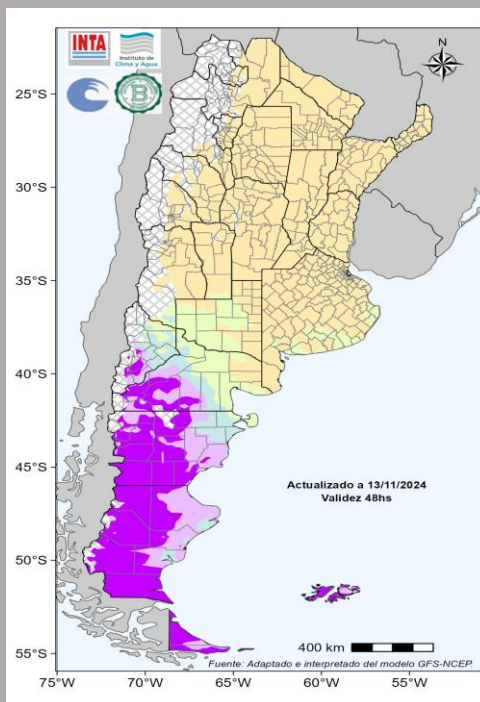 INTA
Instituto de
Clima y Agua
B
25°S
30°S
35°S
40°S
45°S
50°S
55°S
Actualizado a 13/11/2024
Validez 48hs
400 km
Fuente: Adaptado e interpretado del modelo GFS-NCEP.
75°W
70°W
65°W
60°W
55°W